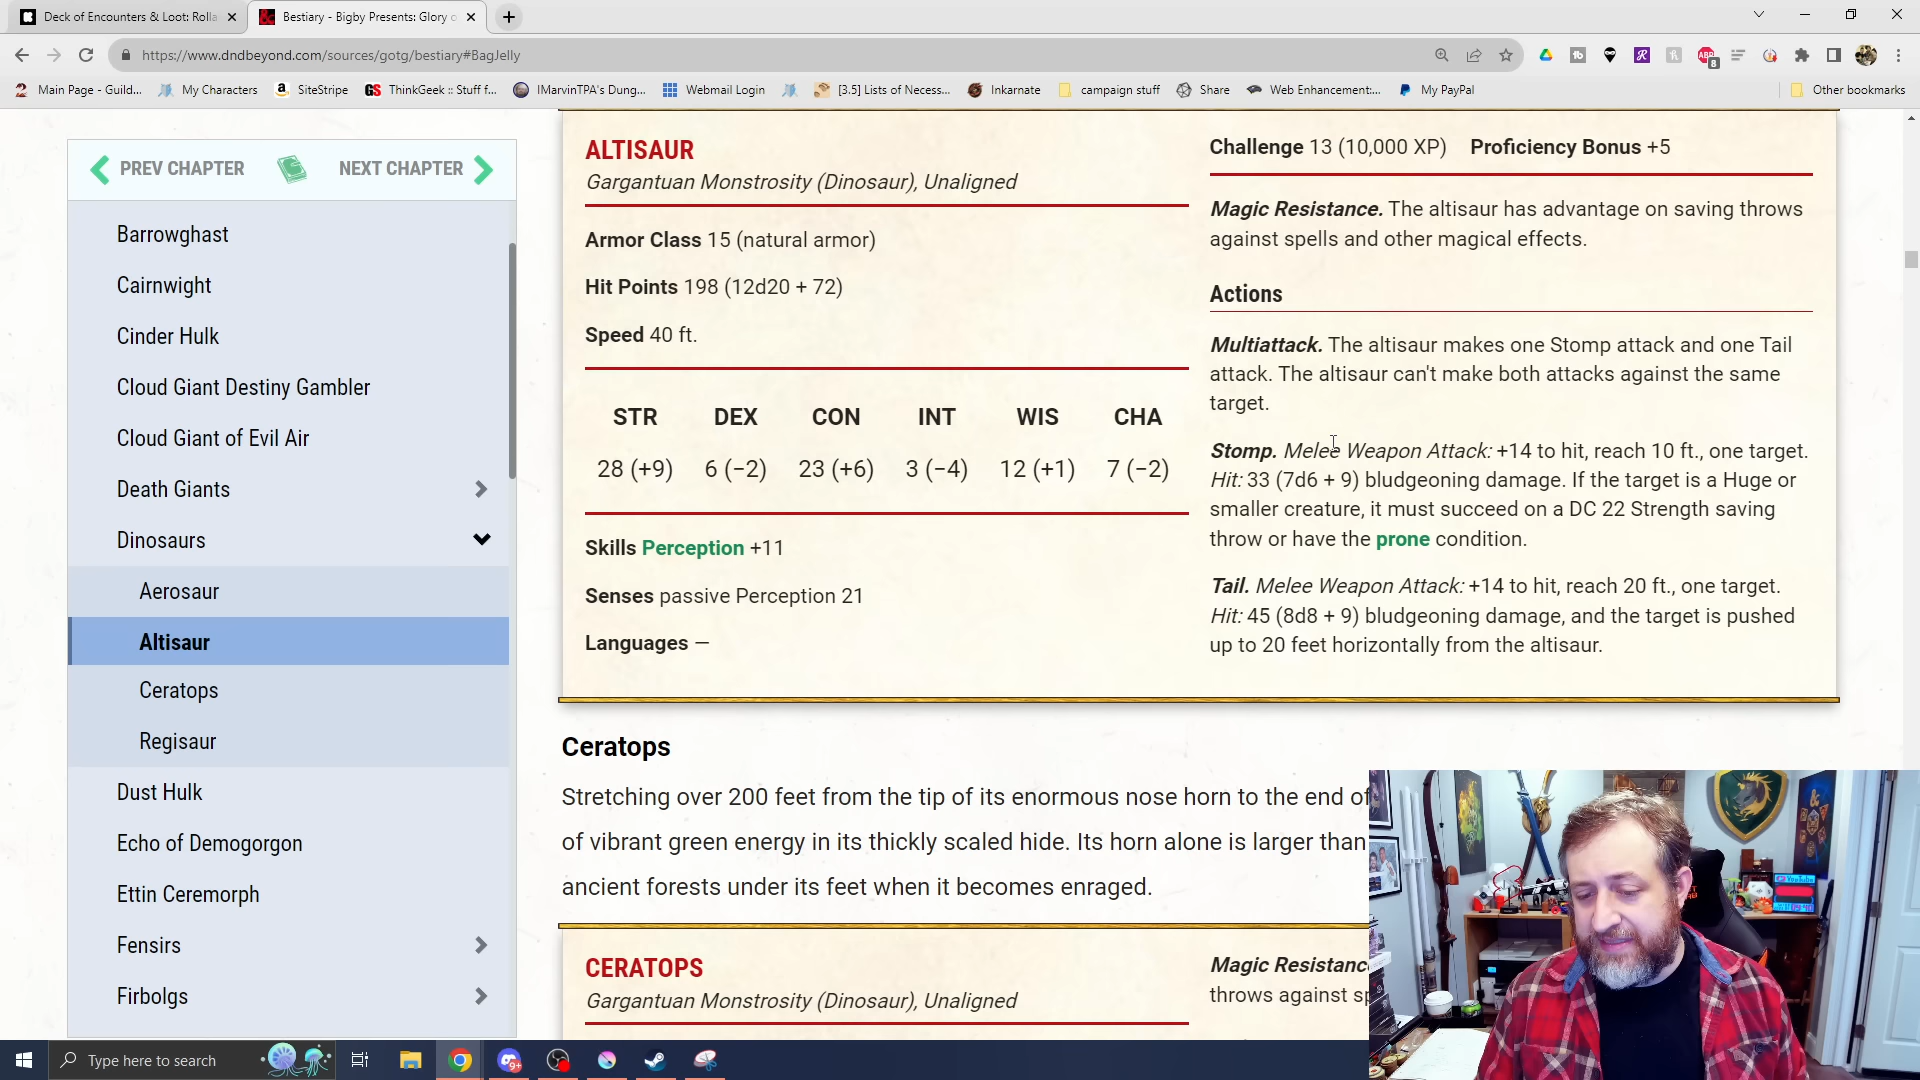 Deck of Encounters & Loot: Rolla
Bestiary - Bigby Presents: Glory o
https://www.dndbeyond.com/sources/gotg/bestiary#BagJelly
Main Page - Guild...
My Characters
SiteStripe
ThinkGeek :: Stuff f...
IMarvinTPA's Dung...
Webmail Login
[3.5] Lists of Necess...
Inkarnate
campaign stuff
Share
Web Enhancement:...
My PayPal
Other bookmarks
PREV CHAPTER
NEXT CHAPTER
Barrowghast
Cairnwight
Cinder Hulk
Cloud Giant Destiny Gambler
Cloud Giant of Evil Air
Death Giants
Dinosaurs
Aerosaur
Altisaur
Ceratops
Regisaur
Dust Hulk
Echo of Demogorgon
Ettin Ceremorph
Fensirs
Firbolgs
ALTISAUR
Gargantuan Monstrosity (Dinosaur), Unaligned
Armor Class 15 (natural armor)
Hit Points 198 (12d20 + 72)
Speed 40 ft.
STR DEX CON INT WIS CHA
28 (+9) 6 (−2) 23 (+6) 3 (−4) 12 (+1) 7 (−2)
Skills Perception +11
Senses passive Perception 21
Languages —
Challenge 13 (10,000 XP) Proficiency Bonus +5
Magic Resistance. The altisaur has advantage on saving throws
against spells and other magical effects.
Actions
Multiattack. The altisaur makes one Stomp attack and one Tail
attack. The altisaur can't make both attacks against the same
target.
Stomp. Melee Weapon Attack: +14 to hit, reach 10 ft., one target.
Hit: 33 (7d6 + 9) bludgeoning damage. If the target is a Huge or
smaller creature, it must succeed on a DC 22 Strength saving
throw or have the prone condition.
Tail. Melee Weapon Attack: +14 to hit, reach 20 ft., one target.
Hit: 45 (8d8 + 9) bludgeoning damage, and the target is pushed
up to 20 feet horizontally from the altisaur.
Ceratops
Stretching over 200 feet from the tip of its enormous nose horn to the end of
of vibrant green energy in its thickly scaled hide. Its horn alone is larger than
ancient forests under its feet when it becomes enraged.
CERATOPS
Gargantuan Monstrosity (Dinosaur), Unaligned
Magic Resistanc
throws against sp
Type here to search